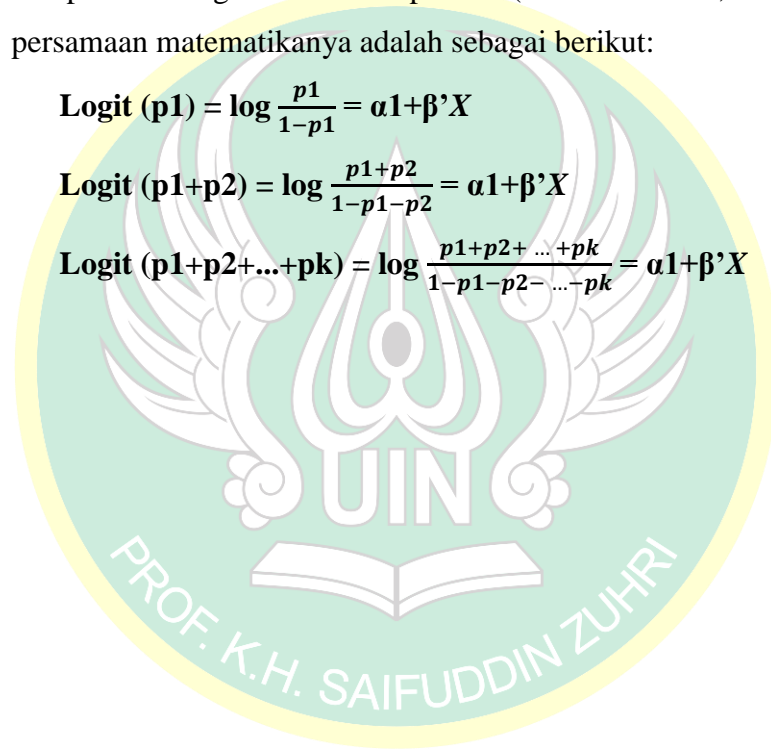 persamaan matematikanya adalah sebagai berikut:
Logit (p1) = log p1/1−p1 = α1+β’X
Logit (p1+p2) = log p1+p2/1−p1−p2 = α1+β’X
Logit (p1+p2+...+pk) = log p1+p2+ … +pk/1−p1−p2− …−pk = α1+β’X
UIN
PROF. K.H. SAIFUDDIN ZUHRI